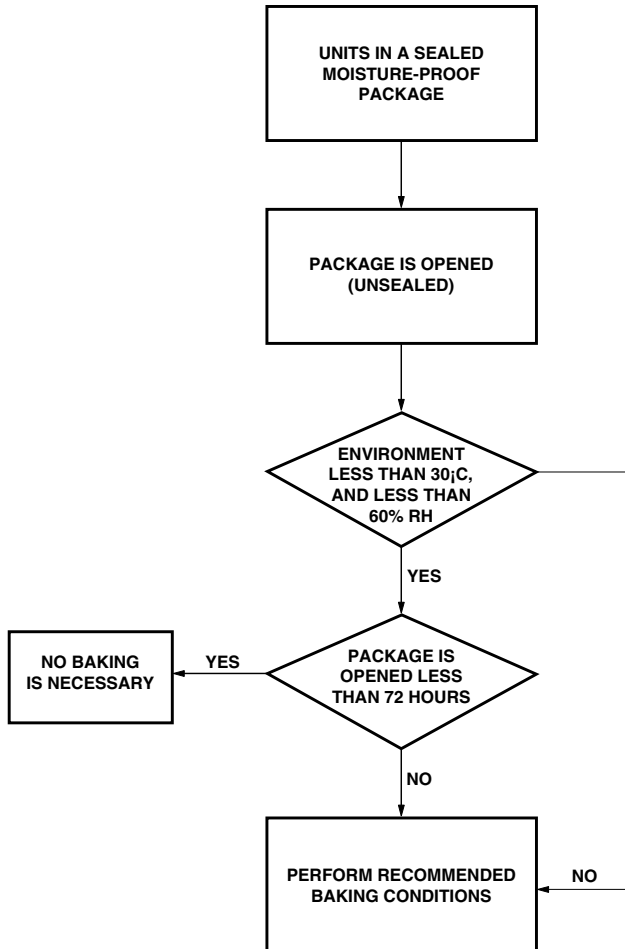 UNITS IN A SEALED
MOISTURE-PROOF
PACKAGE
PACKAGE IS OPENED
(UNSEALED)
ENVIRONMENT
LESS THAN 30¡C,
AND LESS THAN
60% RH
YES
NO BAKING
IS NECESSARY
YES
PACKAGE IS
OPENED LESS
THAN 72 HOURS
NO
PERFORM RECOMMENDED
BAKING CONDITIONS
NO